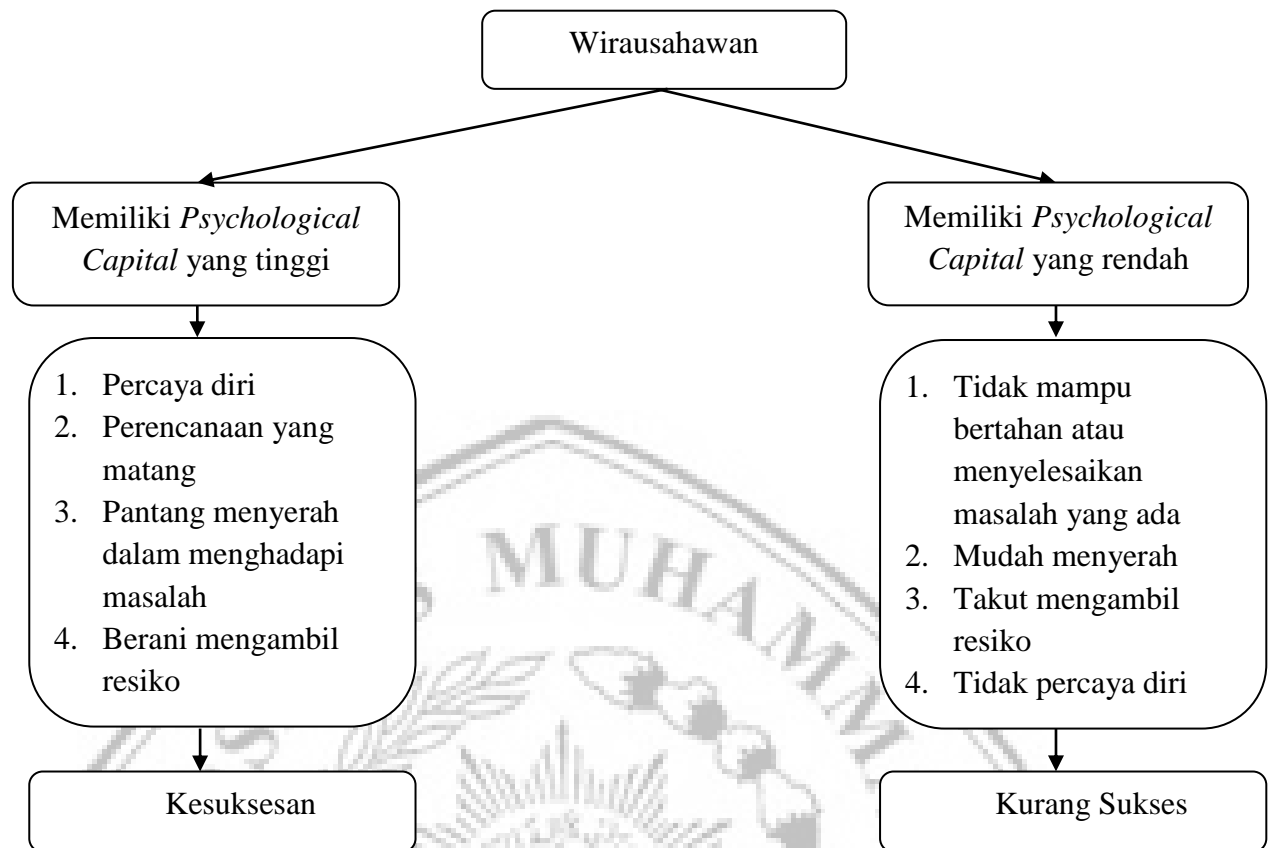 Wirausahawan
Memiliki Psychological
Capital yang tinggi
Memiliki Psychological
Capital yang rendah
1. Percaya diri
2. Perencanaan yang
matang
3. Pantang menyerah
dalam menghadapi
masalah
4. Berani mengambil
resiko
1. Tidak mampu
bertahan atau
menyelesaikan
masalah yang ada
2. Mudah menyerah
3. Takut mengambil
resiko
4. Tidak percaya diri
S MUHAMM
Kesuksesan
Kurang Sukses